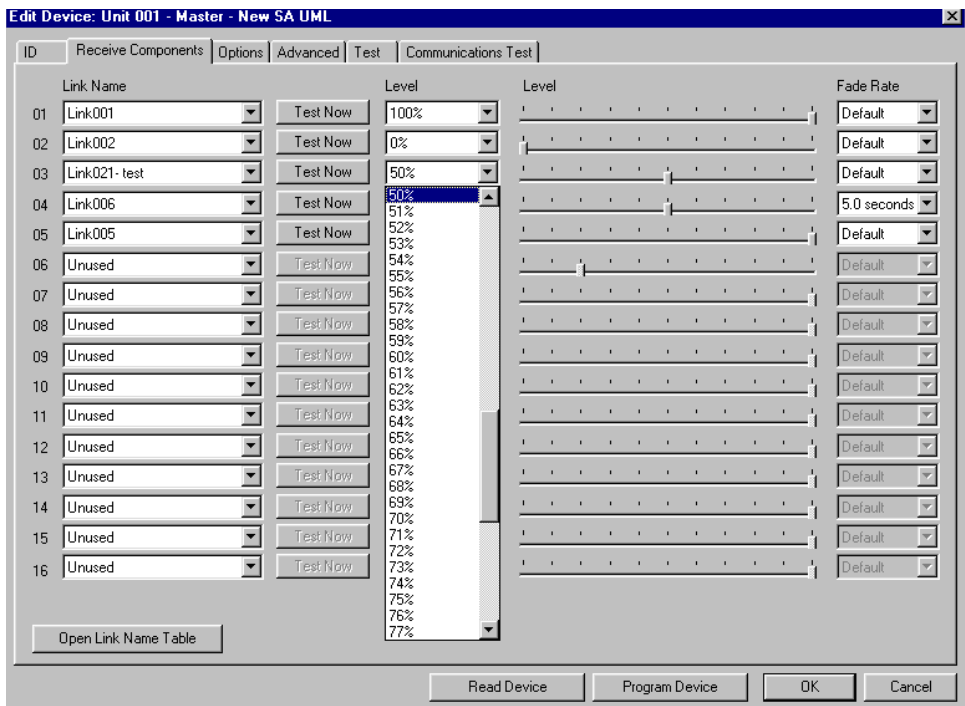 Edit Device: Unit 001 - Master - New SA UML
ID Receive Components Options Advanced Test Communications Test
Link Name Level Level Fade Rate
01 Link001 Test Now 100% Default
02 Link002 Test Now 0% Default
03 Link021- test Test Now 50% Default
50%
04 Link006 Test Now 5.0 seconds
51%
52%
05 Link005 Test Now Default
53%
54%
06 Unused Test Now Default
55%
56%
07 Unused Test Now Default
57%
58%
08 Unused Test Now Default
59%
60%
09 Unused Test Now Default
61%
62%
10 Unused Test Now Default
63%
64%
11 Unused Test Now Default
65%
66%
12 Unused Test Now Default
67%
68%
13 Unused Test Now Default
69%
70%
14 Unused Test Now Default
71%
72%
15 Unused Test Now Default
73%
74%
16 Unused Test Now Default
75%
76%
77%
Open Link Name Table
Read Device Program Device OK Cancel